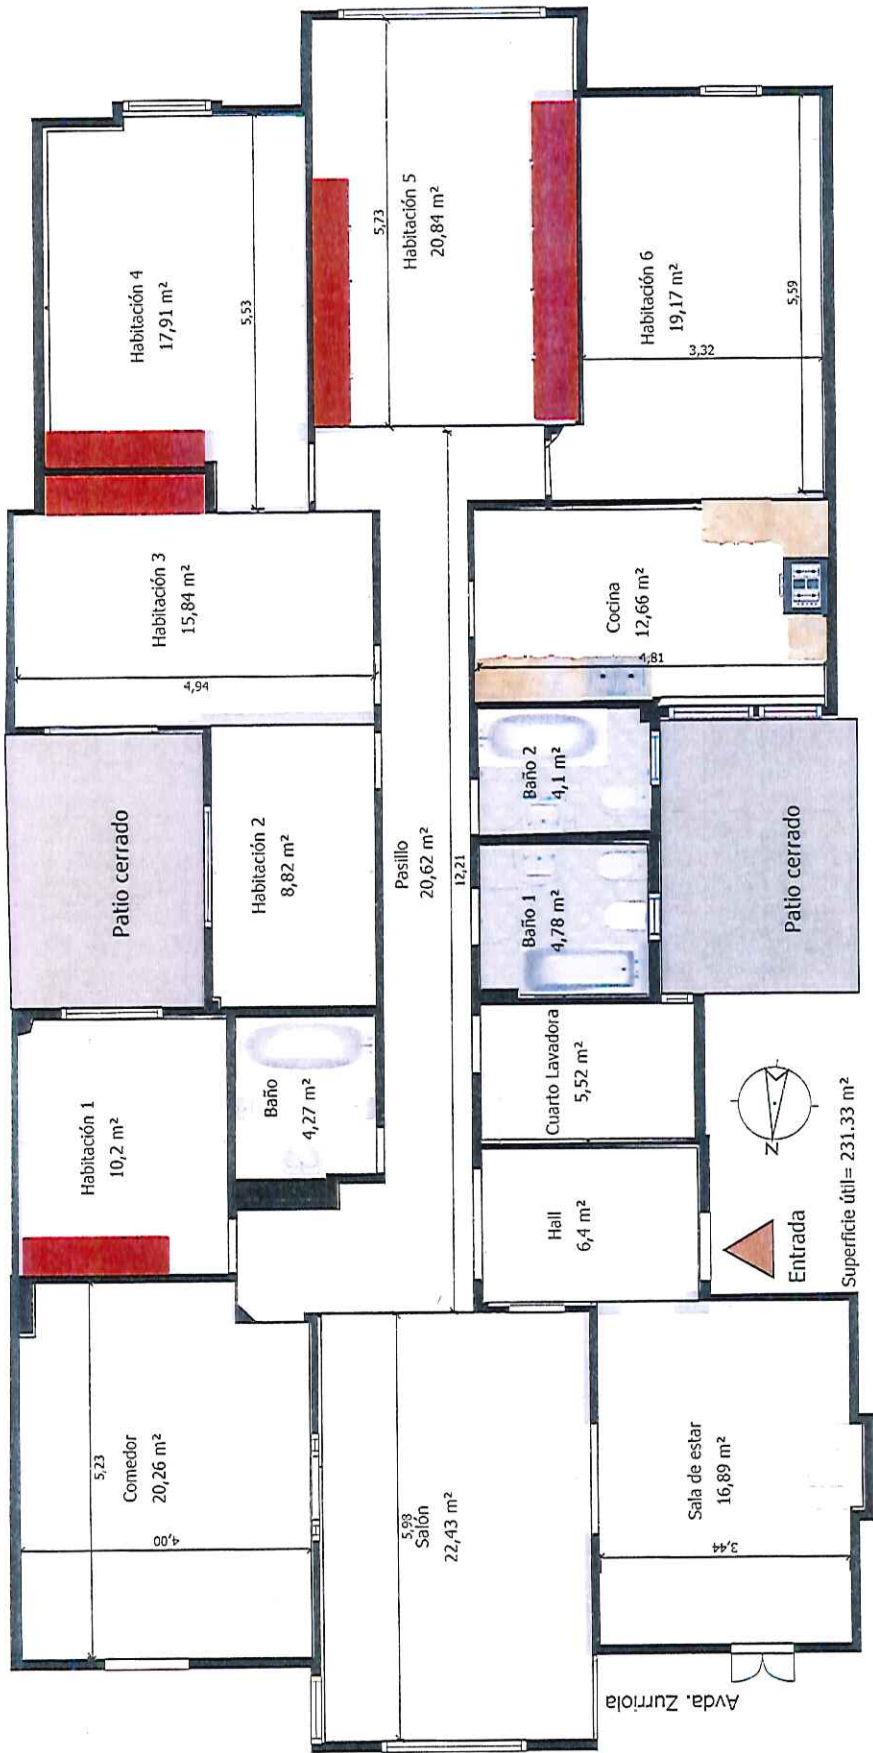 Habitación 4
17,91 m²
5,53
Habitación 5
20,84 m²
5,73
Habitación 6
19,17 m²
3,32
5,59
Habitación 3
15,84 m²
4,94
Cocina
12,66 m²
4,81
Patio cerrado
Habitación 2
8,82 m²
Pasillo
20,62 m²
12,21
Baño 2
4,1 m²
Baño 1
4,78 m²
Patio cerrado
Habitación 1
10,2 m²
Baño
4,27 m²
Cuarto Lavadora
5,52 m²
Hall
6,4 m²
N
Entrada
Superficie útil= 231.33 m²
Comedor
20,26 m²
5,23
4,00
5,98
Salón
22,43 m²
Sala de estar
16,89 m²
3,44
Avda. Zurriola